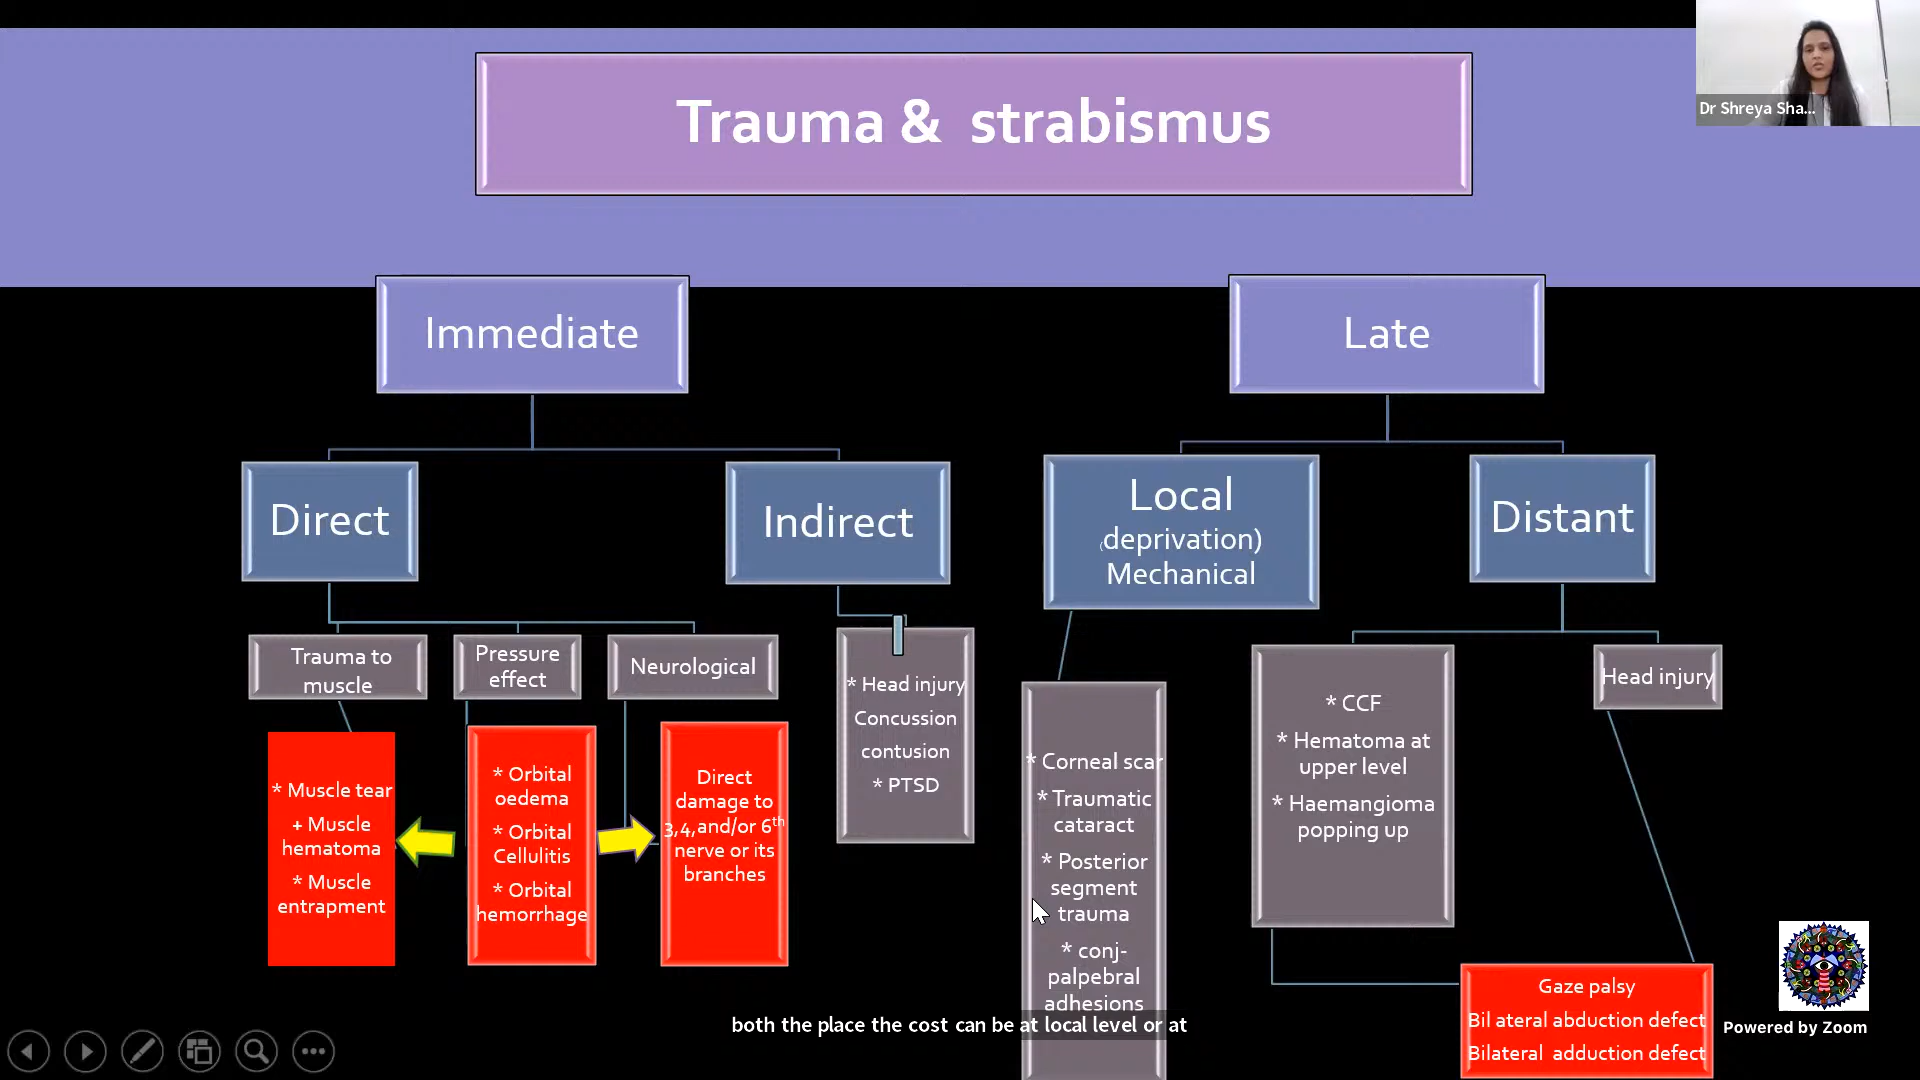 Trauma & strabismus
Dr Shreya Sha...
Immediate
Late
Direct
Indirect
Local
(deprivation)
Mechanical
Distant
Trauma to
muscle
Pressure
effect
Neurological
* Muscle tear
+ Muscle
hematoma
* Muscle
entrapment
* Orbital
oedema
* Orbital
Cellulitis
* Orbital
hemorrhage
Direct
damage to
3,4,and/or 6th
nerve or its
branches
* Head injury
Concussion
contusion
* PTSD
* Corneal scar
* Traumatic
cataract
* Posterior
segment
trauma
* conj-
palpebral
adhesions
* CCF
* Hematoma at
upper level
* Haemangioma
popping up
Head injury
Gaze palsy
Bil ateral abduction defect
Bilateral adduction defect
both the place the cost can be at local level or at
Powered by Zoom